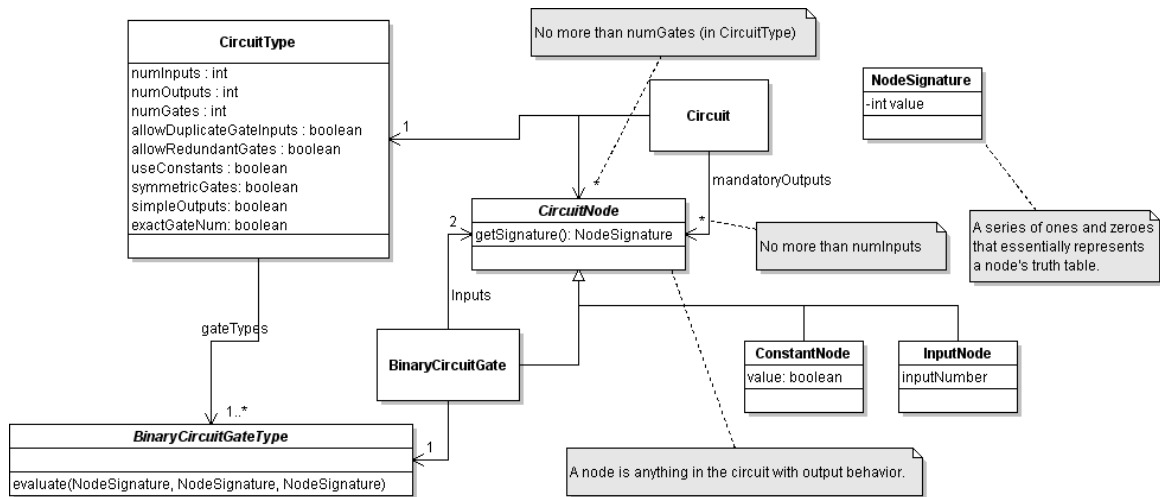 No more than numGates (in CircuitType)
CircuitType
numInputs : int
numOutputs : int
numGates : int
allowDuplicateGateInputs : boolean
allowRedundantGates : boolean
useConstants : boolean
symmetricGates: boolean
simpleOutputs: boolean
exactGateNum: boolean
NodeSignature
-int value
Circuit
1
mandatoryOutputs
*
CircuitNode
getSignature(): NodeSignature
2
*
No more than numInputs
A series of ones and zeroes
that essentially represents
a node's truth table.
Inputs
gateTypes
BinaryCircuitGate
ConstantNode
value: boolean
InputNode
inputNumber
1..*
BinaryCircuitGateType
evaluate(NodeSignature, NodeSignature, NodeSignature)
1
A node is anything in the circuit with output behavior.